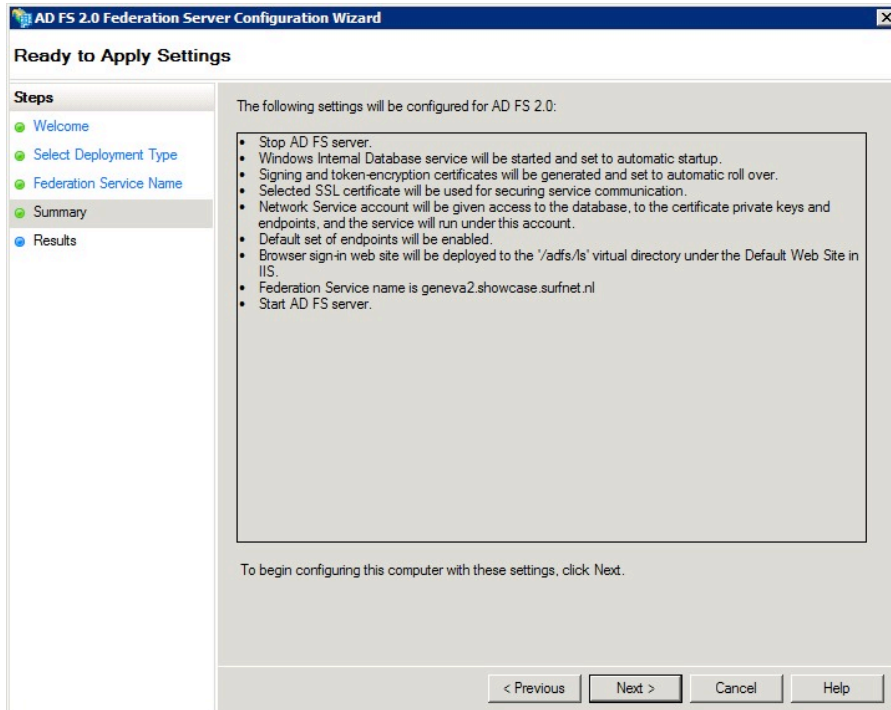 AD FS 2.0 Federation Server Configuration Wizard
Ready to Apply Settings
Steps
Welcome
Select Deployment Type
Federation Service Name
Summary
Results
The following settings will be configured for AD FS 2.0:
• Stop AD FS server.
• Windows Internal Database service will be started and set to automatic startup.
• Signing and token-encryption certificates will be generated and set to automatic roll over.
• Selected SSL certificate will be used for securing service communication.
• Network Service account will be given access to the database, to the certificate private keys and
endpoints, and the service will run under this account.
• Default set of endpoints will be enabled.
• Browser sign-in web site will be deployed to the '/adfs/ls' virtual directory under the Default Web Site in
IIS.
• Federation Service name is geneva2.showcase.surfnet.nl
• Start AD FS server.
To begin configuring this computer with these settings, click Next.
< Previous
Next >
Cancel
Help